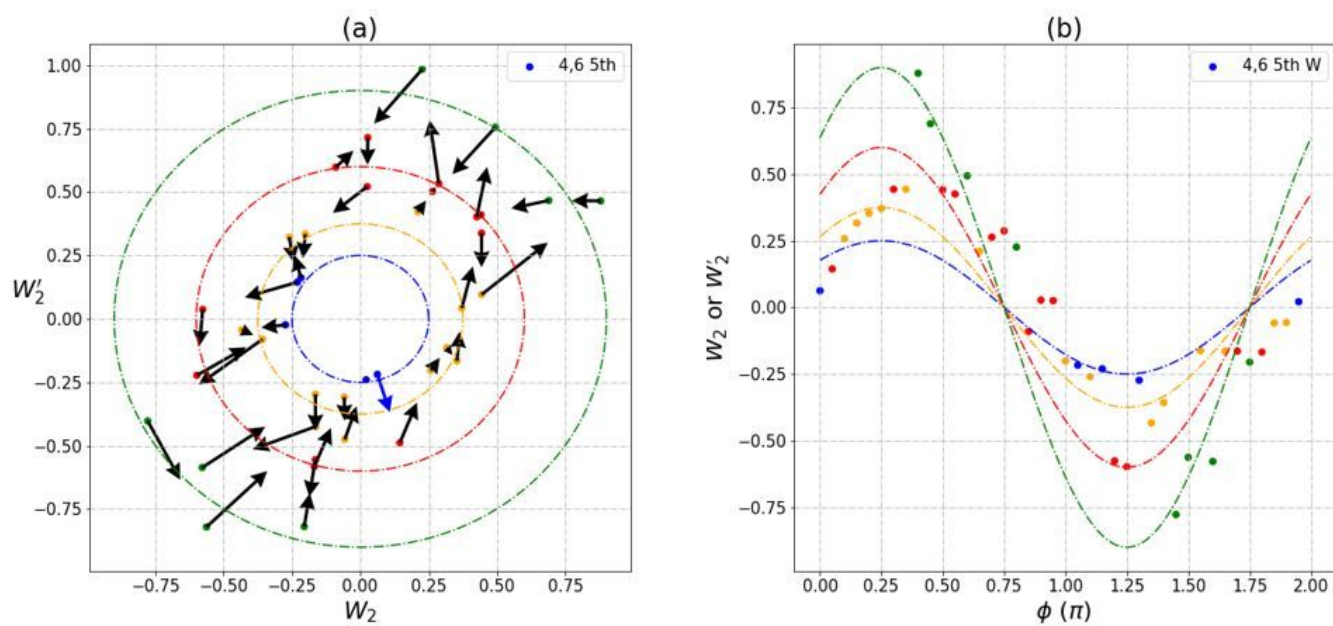 (a)
4,6 5th
W₂′
1.00
0.75
0.50
0.25
0.00
−0.25
−0.50
−0.75
−0.75 −0.50 −0.25 0.00 0.25 0.50 0.75
W₂
(b)
4,6 5th W
W₂ or W₂′
0.75
0.50
0.25
0.00
−0.25
−0.50
−0.75
0.00 0.25 0.50 0.75 1.00 1.25 1.50 1.75 2.00
ϕ (π)